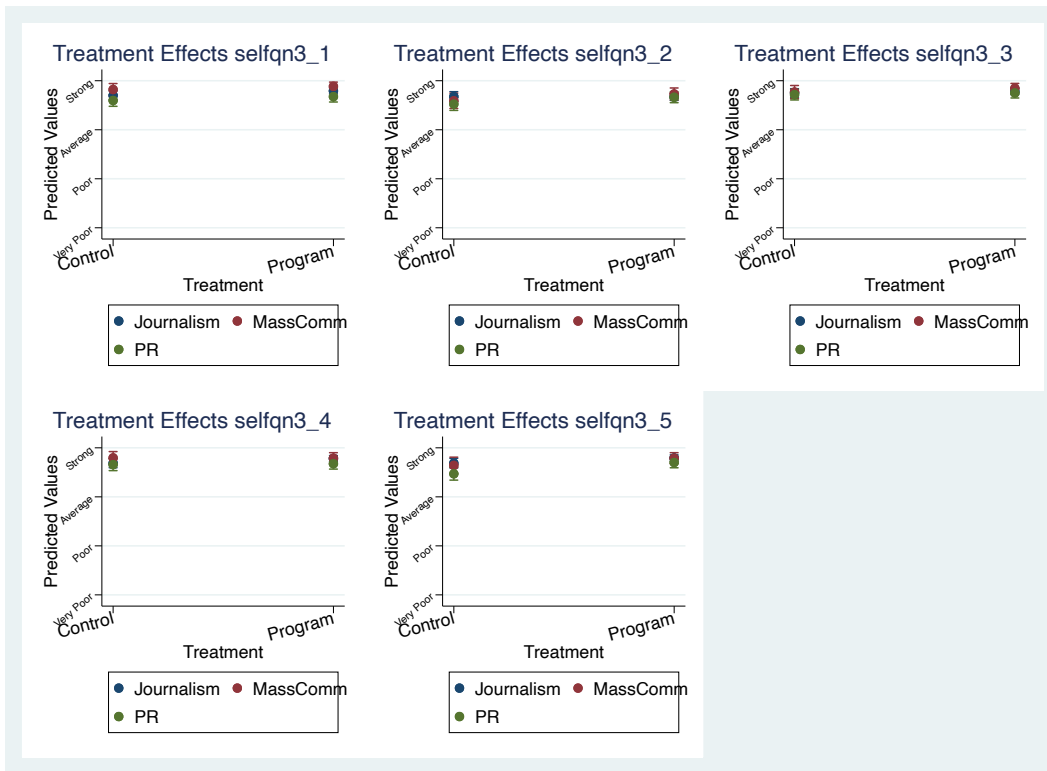 Treatment Effects selfqn3_1
Predicted Values
Strong
Average
Poor
Very Poor
Control
Program
Treatment
Journalism
MassComm
PR
Treatment Effects selfqn3_2
Predicted Values
Strong
Average
Poor
Very Poor
Control
Program
Treatment
Journalism
MassComm
PR
Treatment Effects selfqn3_3
Predicted Values
Strong
Average
Poor
Very Poor
Control
Program
Treatment
Journalism
MassComm
PR
Treatment Effects selfqn3_4
Predicted Values
Strong
Average
Poor
Very Poor
Control
Program
Treatment
Journalism
MassComm
PR
Treatment Effects selfqn3_5
Predicted Values
Strong
Average
Poor
Very Poor
Control
Program
Treatment
Journalism
MassComm
PR